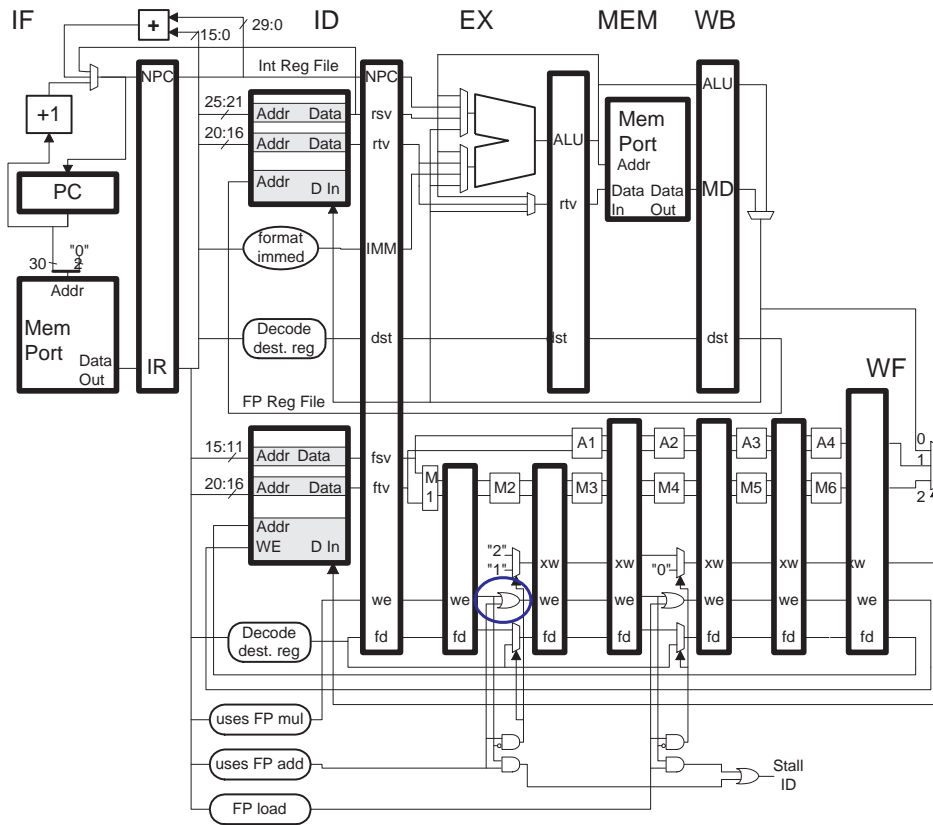 IF ID EX MEM WB
+
29:0
15:0
Int Reg File
NPC
NPC
ALU
+1
25:21
Addr Data
rsv
20:16
Addr Data
rtv
ALU
Mem
Port
Addr
Addr
D In
PC
rtv
Data
In
Data
Out
MD
format
immed
IMM
30
"0"
2
Addr
Mem
Port
Data
Out
IR
Decode
dest. reg
dst
dst
dst
FP Reg File
WF
15:11
Addr Data
fsv
A1
A2
A3
A4
0
1
20:16
Addr Data
ftv
M
1
M2
M3
M4
M5
M6
2
Addr
WE D In
"2"
"1"
xw
xw
"0"
xw
xw
xw
we
we
we
we
we
we
we
Decode
dest. reg
fd
fd
fd
fd
fd
fd
fd
uses FP mul
uses FP add
Stall
ID
FP load